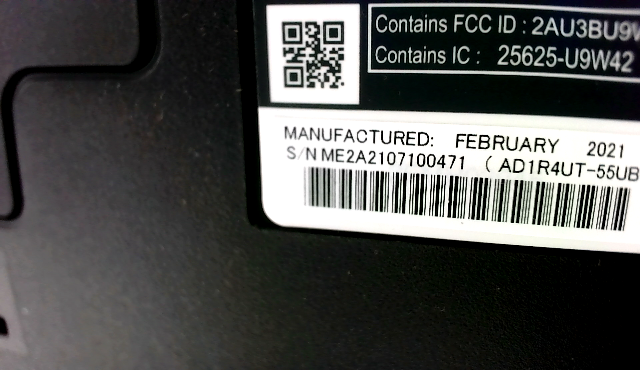 Contains FCC ID : 2AU3BU9W
Contains IC : 25625-U9W42
MANUFACTURED: FEBRUARY 2021
S/N ME2A2107100471 ( AD1R4UT-55UB